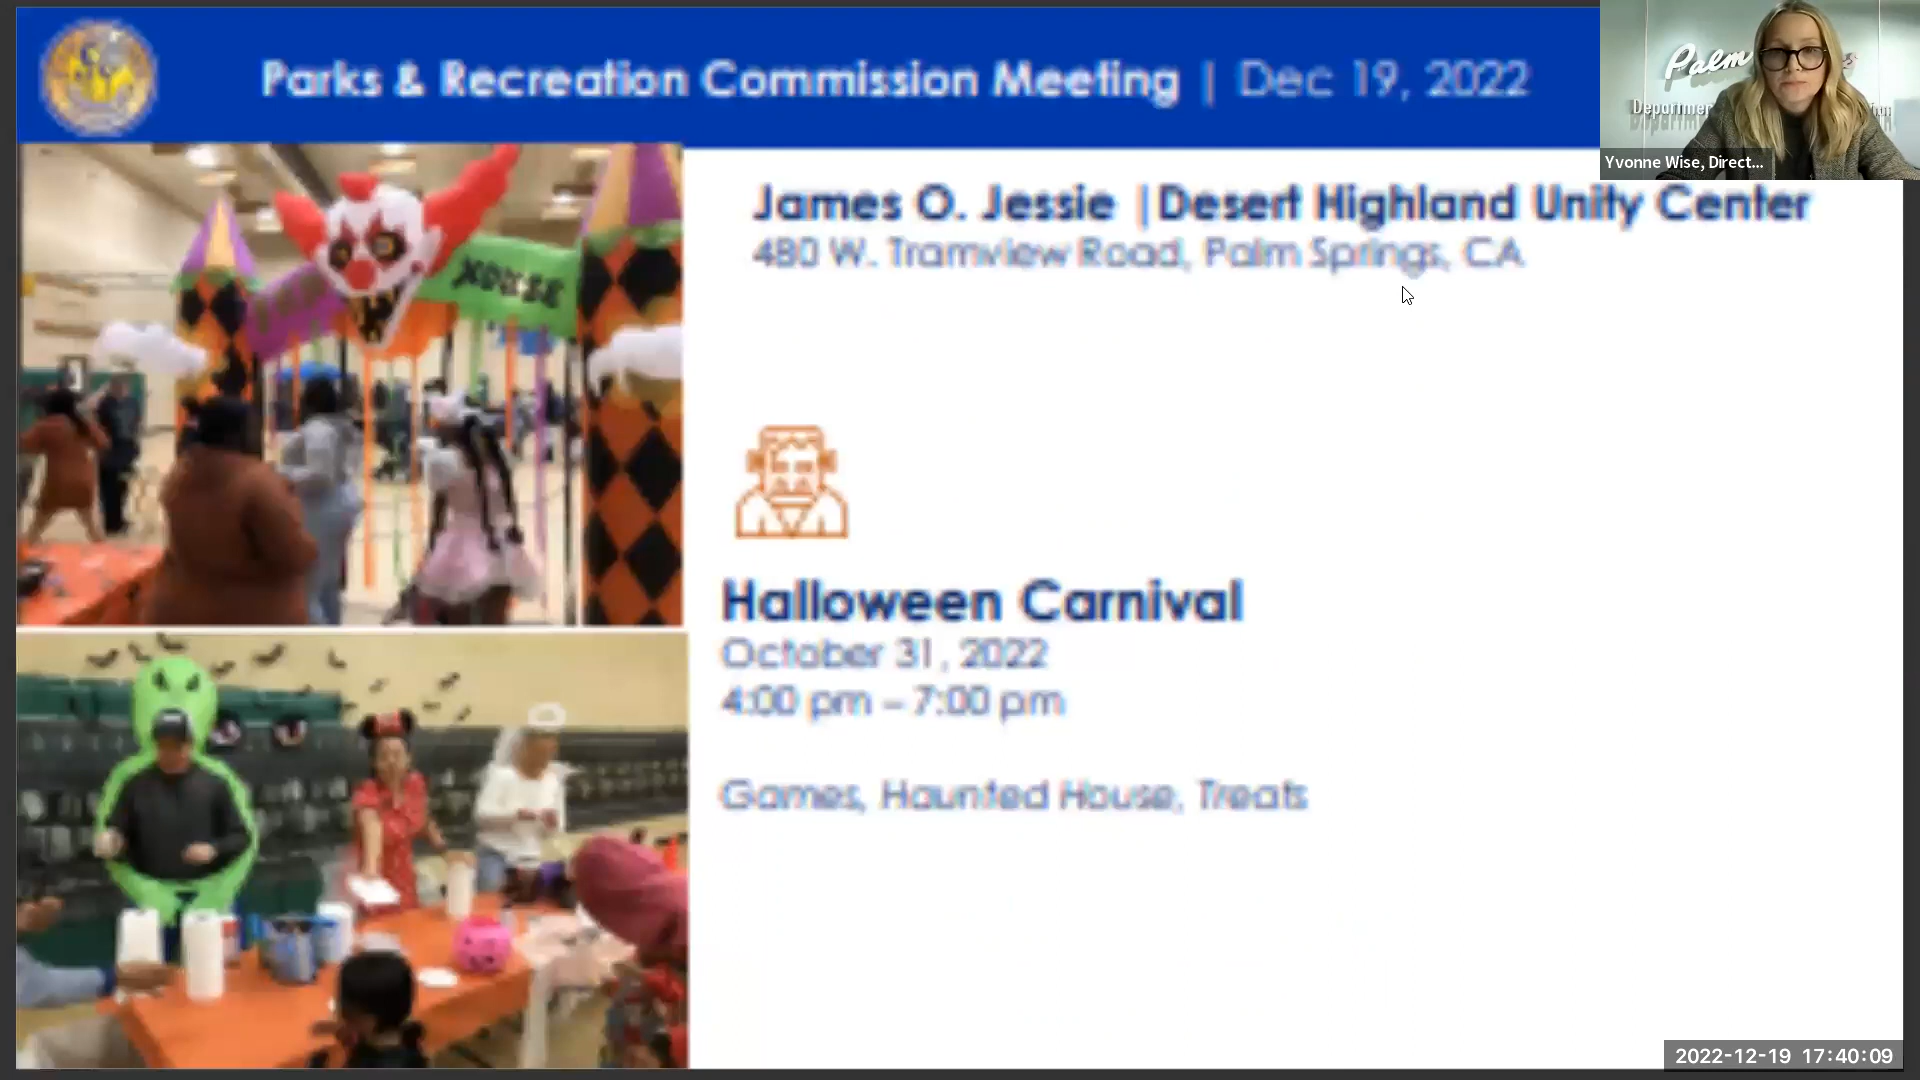 Parks & Recreation Commission Meeting | Dec 19, 2022
Palm
Yvonne Wise, Direct...
James O. Jessie | Desert Highland Unity Center
480 W. Tramview Road, Palm Springs, CA
Halloween Carnival
October 31, 2022
4:00 pm – 7:00 pm
Games, Haunted House, Treats
2022-12-19 17:40:09